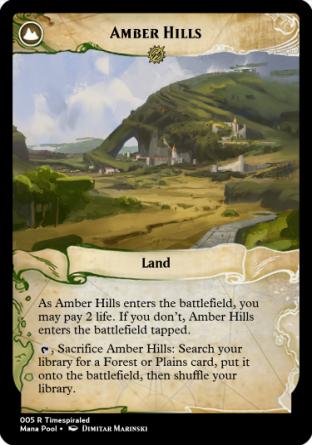 AMBER HILLS
Land
As Amber Hills enters the battlefield, you
may pay 2 life. If you don't, Amber Hills
enters the battlefield tapped.
, Sacrifice Amber Hills: Search your
library for a Forest or Plains card, put it
onto the battlefield, then shuffle your
library.
005 R Timespiraled
Mana Pool • DIMITAR MARINSKI